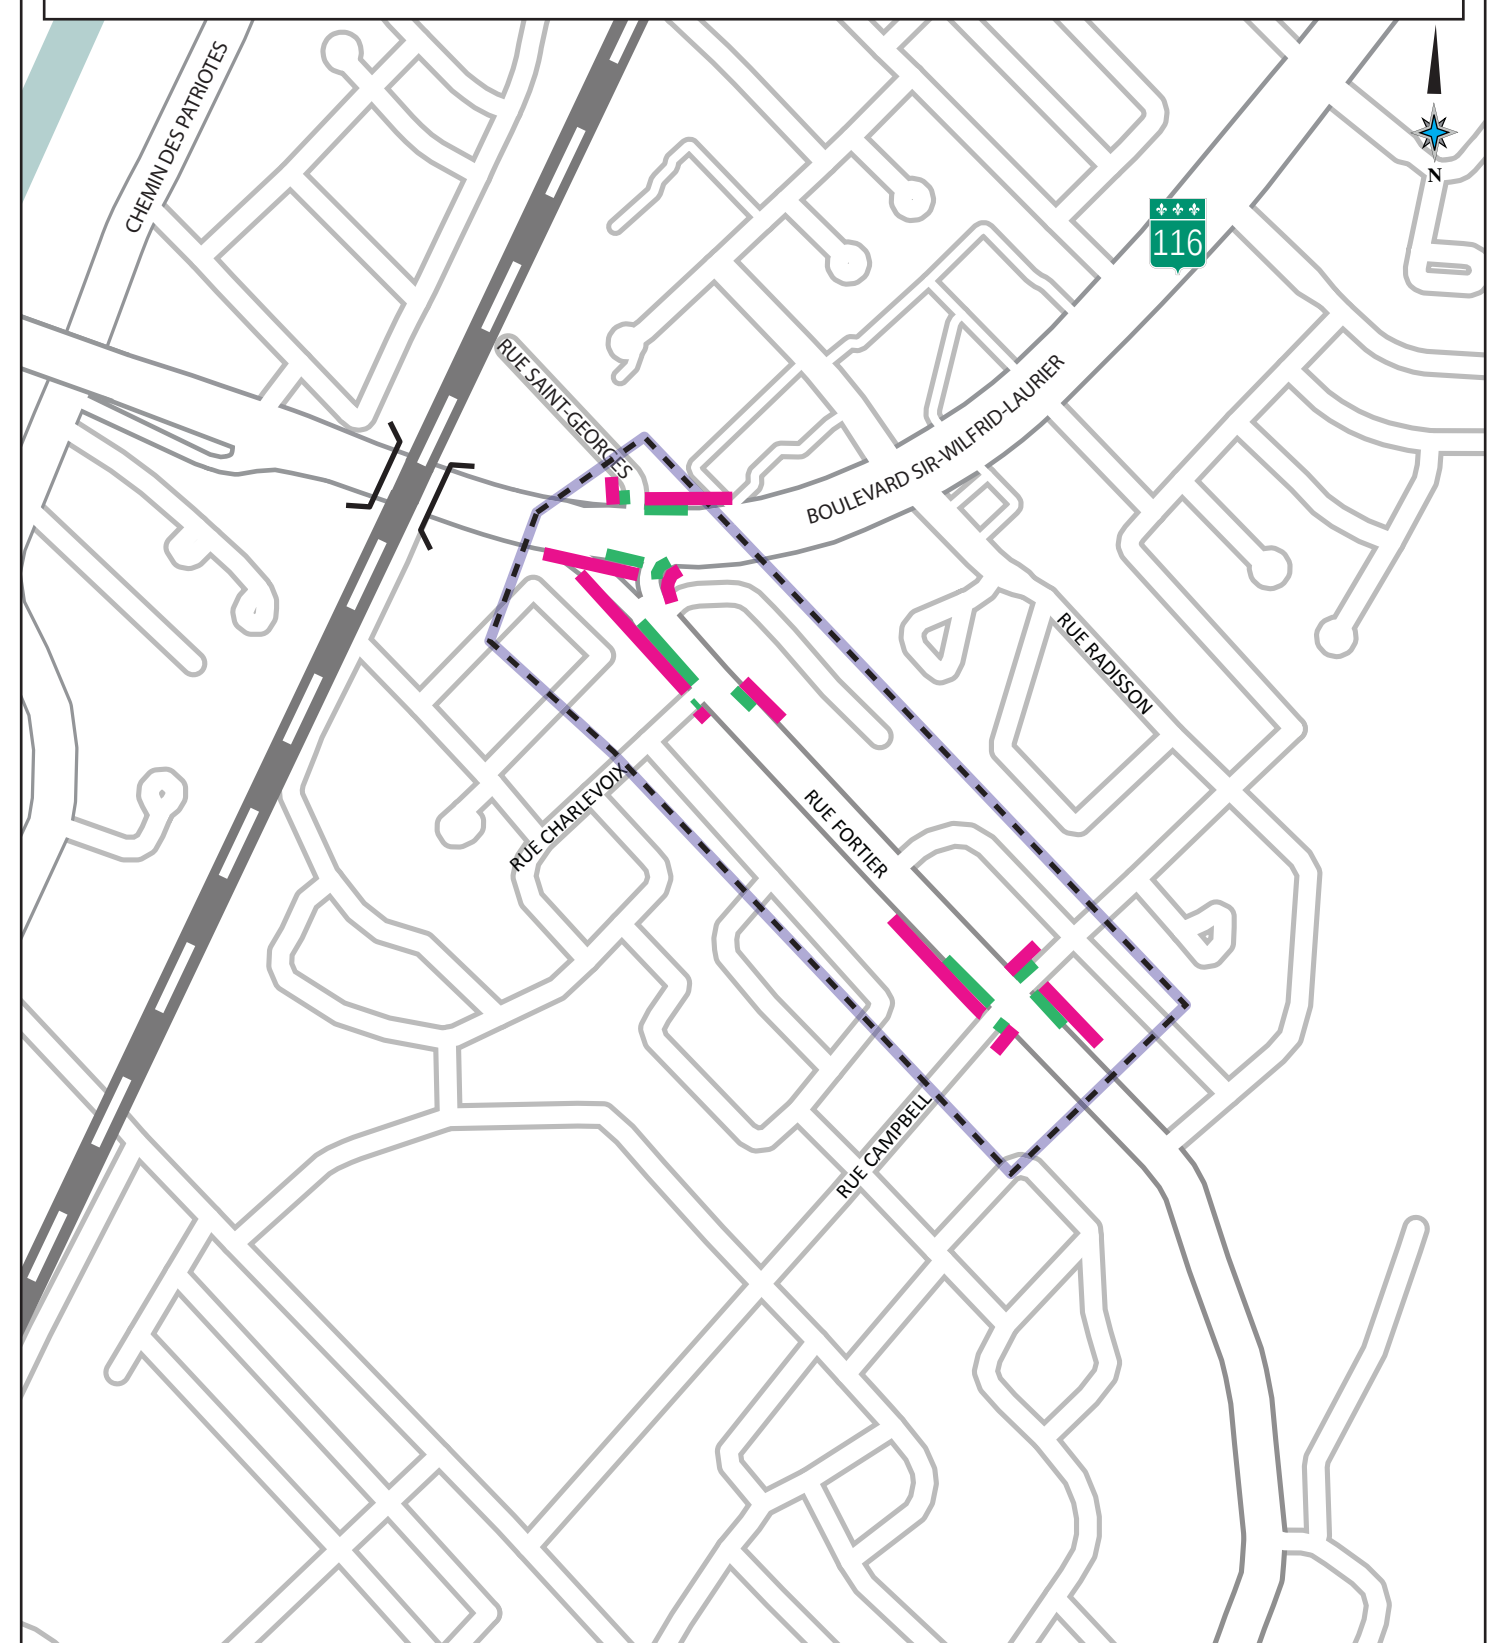 CHEMIN DES PATRIOTES
N
116
RUE SAINT-GEORGES
BOULEVARD SIR-WILFRID-LAURIER
RUE RADISSON
RUE CHARLEVOIX
RUE FORTIER
RUE CAMPBELL